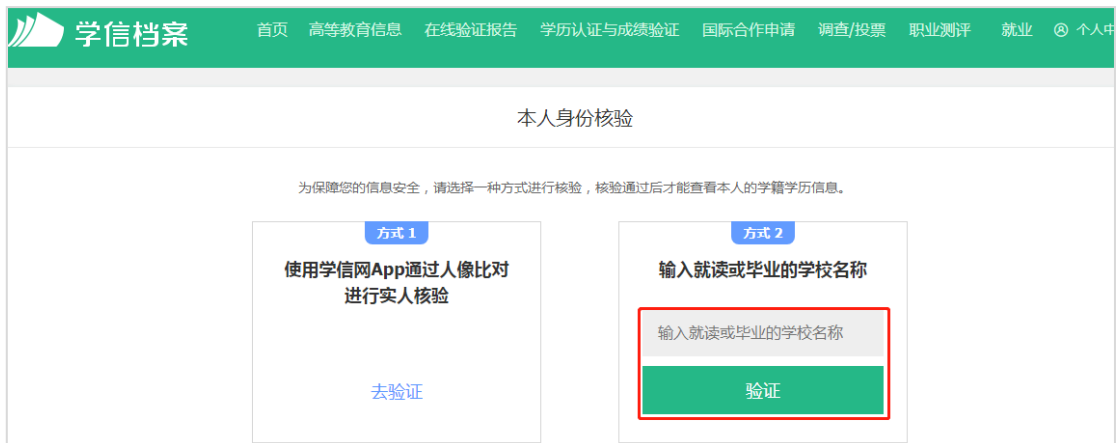 学信档案 首页 高等教育信息 在线验证报告 学历认证与成绩验证 国际合作申请 调查/投票 职业测评 就业 个人中
本人身份核验
为保障您的信息安全，请选择一种方式进行核验，核验通过后才能查看本人的学籍学历信息。
方式 1
使用学信网App通过人像比对
进行实人核验
去验证
方式 2
输入就读或毕业的学校名称
输入就读或毕业的学校名称
验证